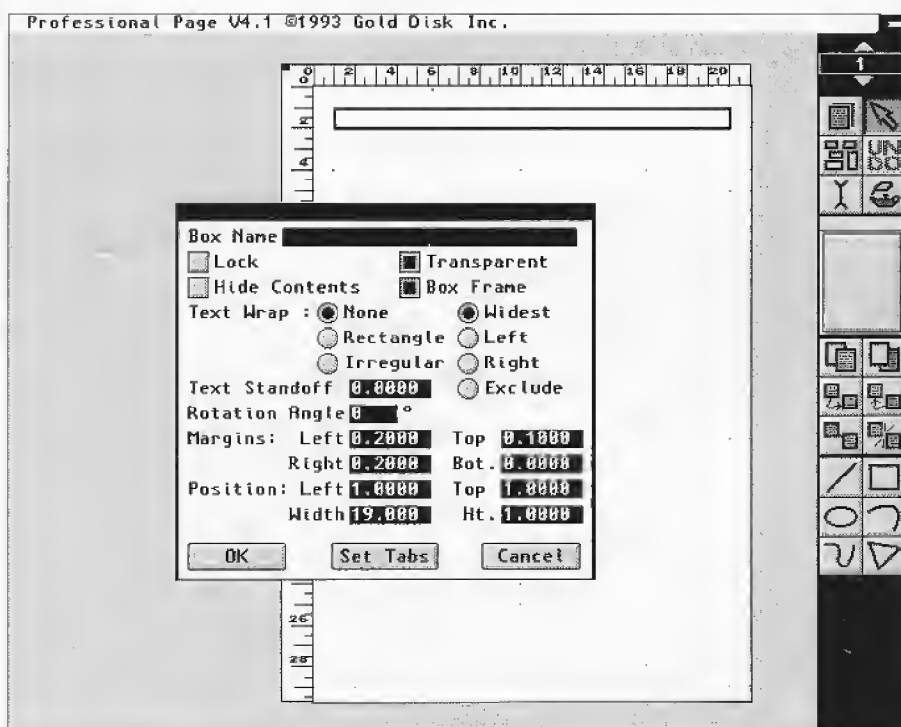 Professional Page V4.1 ©1993 Gold Disk Inc.
1
0 2 4 6 8 10 12 14 16 18 20
0
2
4
UNDO
Box Name
Lock Transparent
Hide Contents Box Frame
Text Wrap : None Widest
Rectangle Left
Irregular Right
Text Standoff 0.0000 Exclude
Rotation Angle 0 °
Margins: Left 0.2000 Top 0.1000
Right 0.2000 Bot. 0.0000
Position: Left 1.0000 Top 1.0000
Width 19.000 Ht. 1.0000
OK Set Tabs Cancel
26
28